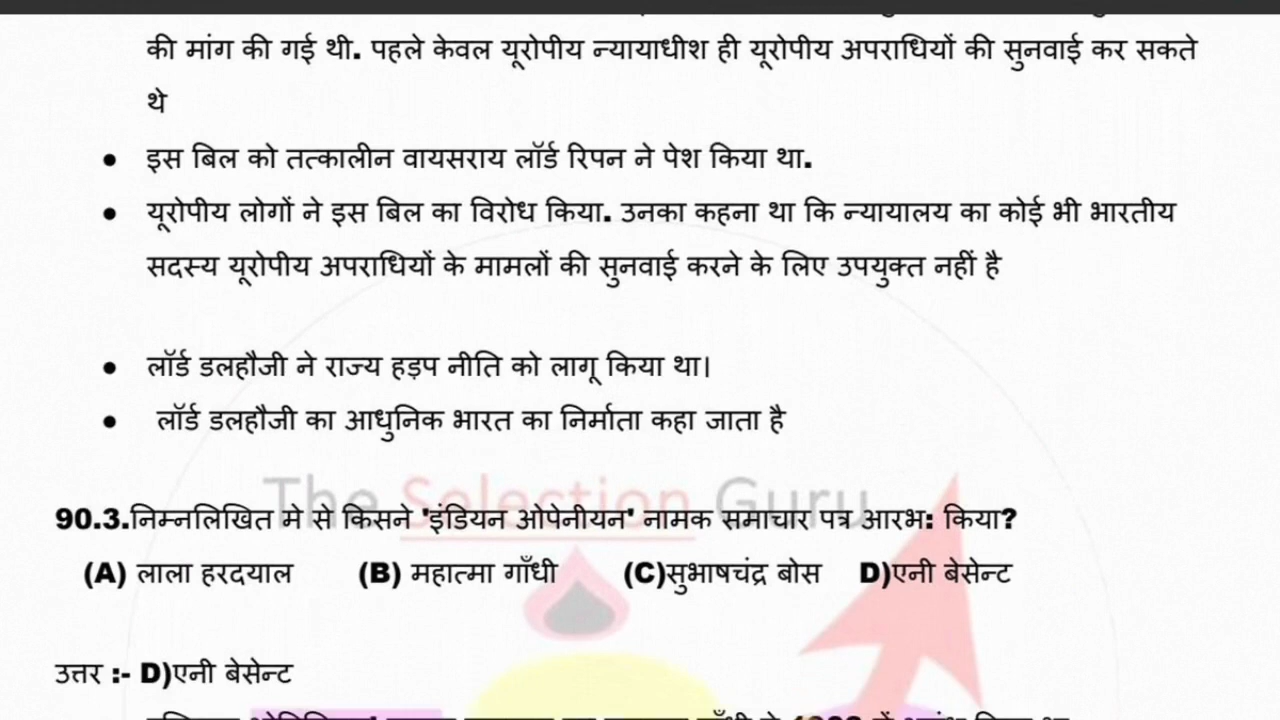 की मांग की गई थी. पहले केवल यूरोपीय न्यायाधीश ही यूरोपीय अपराधियों की सुनवाई कर सकते
थे
● इस बिल को तत्कालीन वायसराय लॉर्ड रिपन ने पेश किया था.
● यूरोपीय लोगों ने इस बिल का विरोध किया. उनका कहना था कि न्यायालय का कोई भी भारतीय
सदस्य यूरोपीय अपराधियों के मामलों की सुनवाई करने के लिए उपयुक्त नहीं है
● लॉर्ड डलहौजी ने राज्य हड़प नीति को लागू किया था।
● लॉर्ड डलहौजी का आधुनिक भारत का निर्माता कहा जाता है
The Selection Guru
90.3.निम्नलिखित मे से किसने 'इंडियन ओपेनीयन' नामक समाचार पत्र आरभ: किया?
(A) लाला हरदयाल (B) महात्मा गाँधी (C)सुभाषचंद्र बोस D)एनी बेसेन्ट
उत्तर :- D)एनी बेसेंट